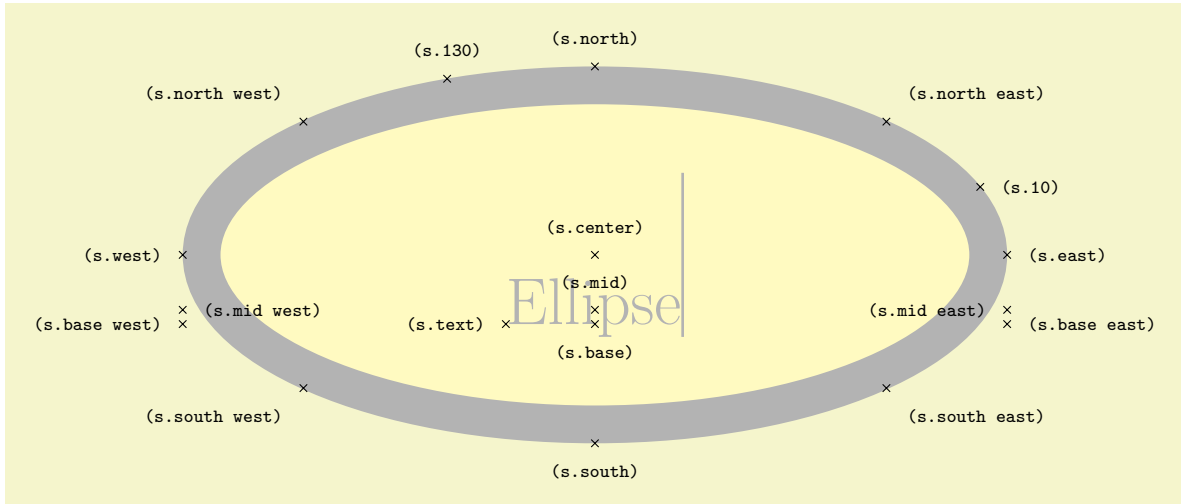 (s.north)
(s.130)
(s.north west)
(s.north east)
(s.10)
(s.center)
(s.west)
(s.east)
(s.mid)
Ellipse
(s.mid west)
(s.mid east)
(s.base west)
(s.text)
(s.base east)
(s.base)
(s.south west)
(s.south east)
(s.south)